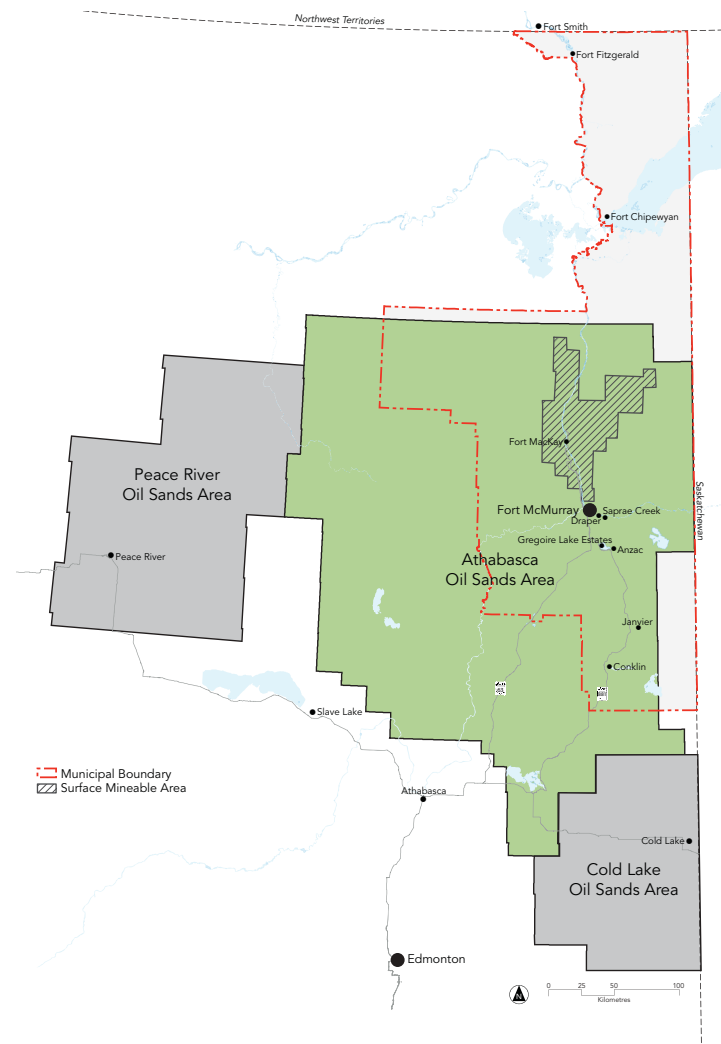 Northwest Territories
Fort Smith
Fort Fitzgerald
Fort Chipewyan
Fort MacKay
Peace River
Oil Sands Area
Saskatchewan
Fort McMurray
Saprae Creek
Draper
Gregoire Lake Estates
Anzac
Peace River
Athabasca
Oil Sands Area
Janvier
Conklin
Slave Lake
Municipal Boundary
Surface Mineable Area
Athabasca
Cold Lake
Cold Lake
Oil Sands Area
Edmonton
N
0 25 50 100
Kilometres